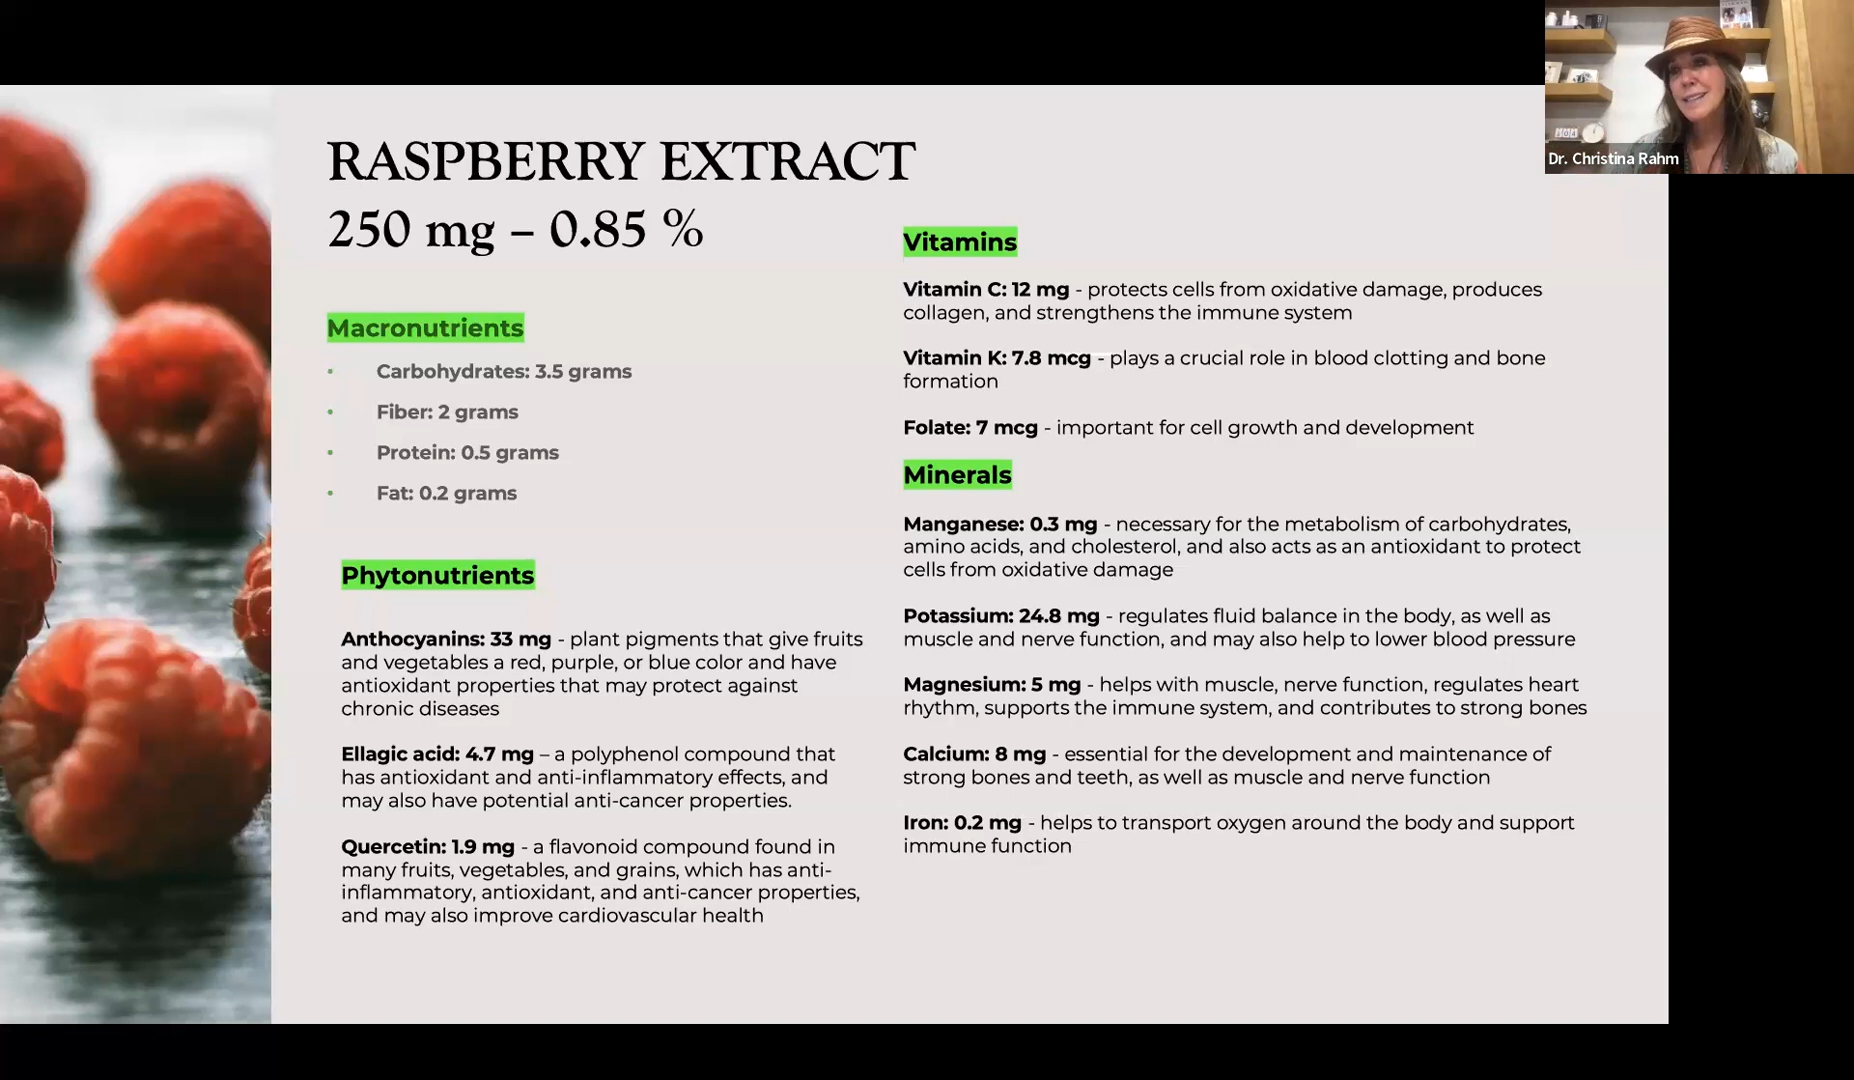 Dr. Christina Rahm
RASPBERRY EXTRACT
250 mg – 0.85 %
Macronutrients
• Carbohydrates: 3.5 grams
• Fiber: 2 grams
• Protein: 0.5 grams
• Fat: 0.2 grams
Phytonutrients
Anthocyanins: 33 mg - plant pigments that give fruits
and vegetables a red, purple, or blue color and have
antioxidant properties that may protect against
chronic diseases
Ellagic acid: 4.7 mg – a polyphenol compound that
has antioxidant and anti-inflammatory effects, and
may also have potential anti-cancer properties.
Quercetin: 1.9 mg - a flavonoid compound found in
many fruits, vegetables, and grains, which has anti-
inflammatory, antioxidant, and anti-cancer properties,
and may also improve cardiovascular health
Vitamins
Vitamin C: 12 mg - protects cells from oxidative damage, produces
collagen, and strengthens the immune system
Vitamin K: 7.8 mcg - plays a crucial role in blood clotting and bone
formation
Folate: 7 mcg - important for cell growth and development
Minerals
Manganese: 0.3 mg - necessary for the metabolism of carbohydrates,
amino acids, and cholesterol, and also acts as an antioxidant to protect
cells from oxidative damage
Potassium: 24.8 mg - regulates fluid balance in the body, as well as
muscle and nerve function, and may also help to lower blood pressure
Magnesium: 5 mg - helps with muscle, nerve function, regulates heart
rhythm, supports the immune system, and contributes to strong bones
Calcium: 8 mg - essential for the development and maintenance of
strong bones and teeth, as well as muscle and nerve function
Iron: 0.2 mg - helps to transport oxygen around the body and support
immune function